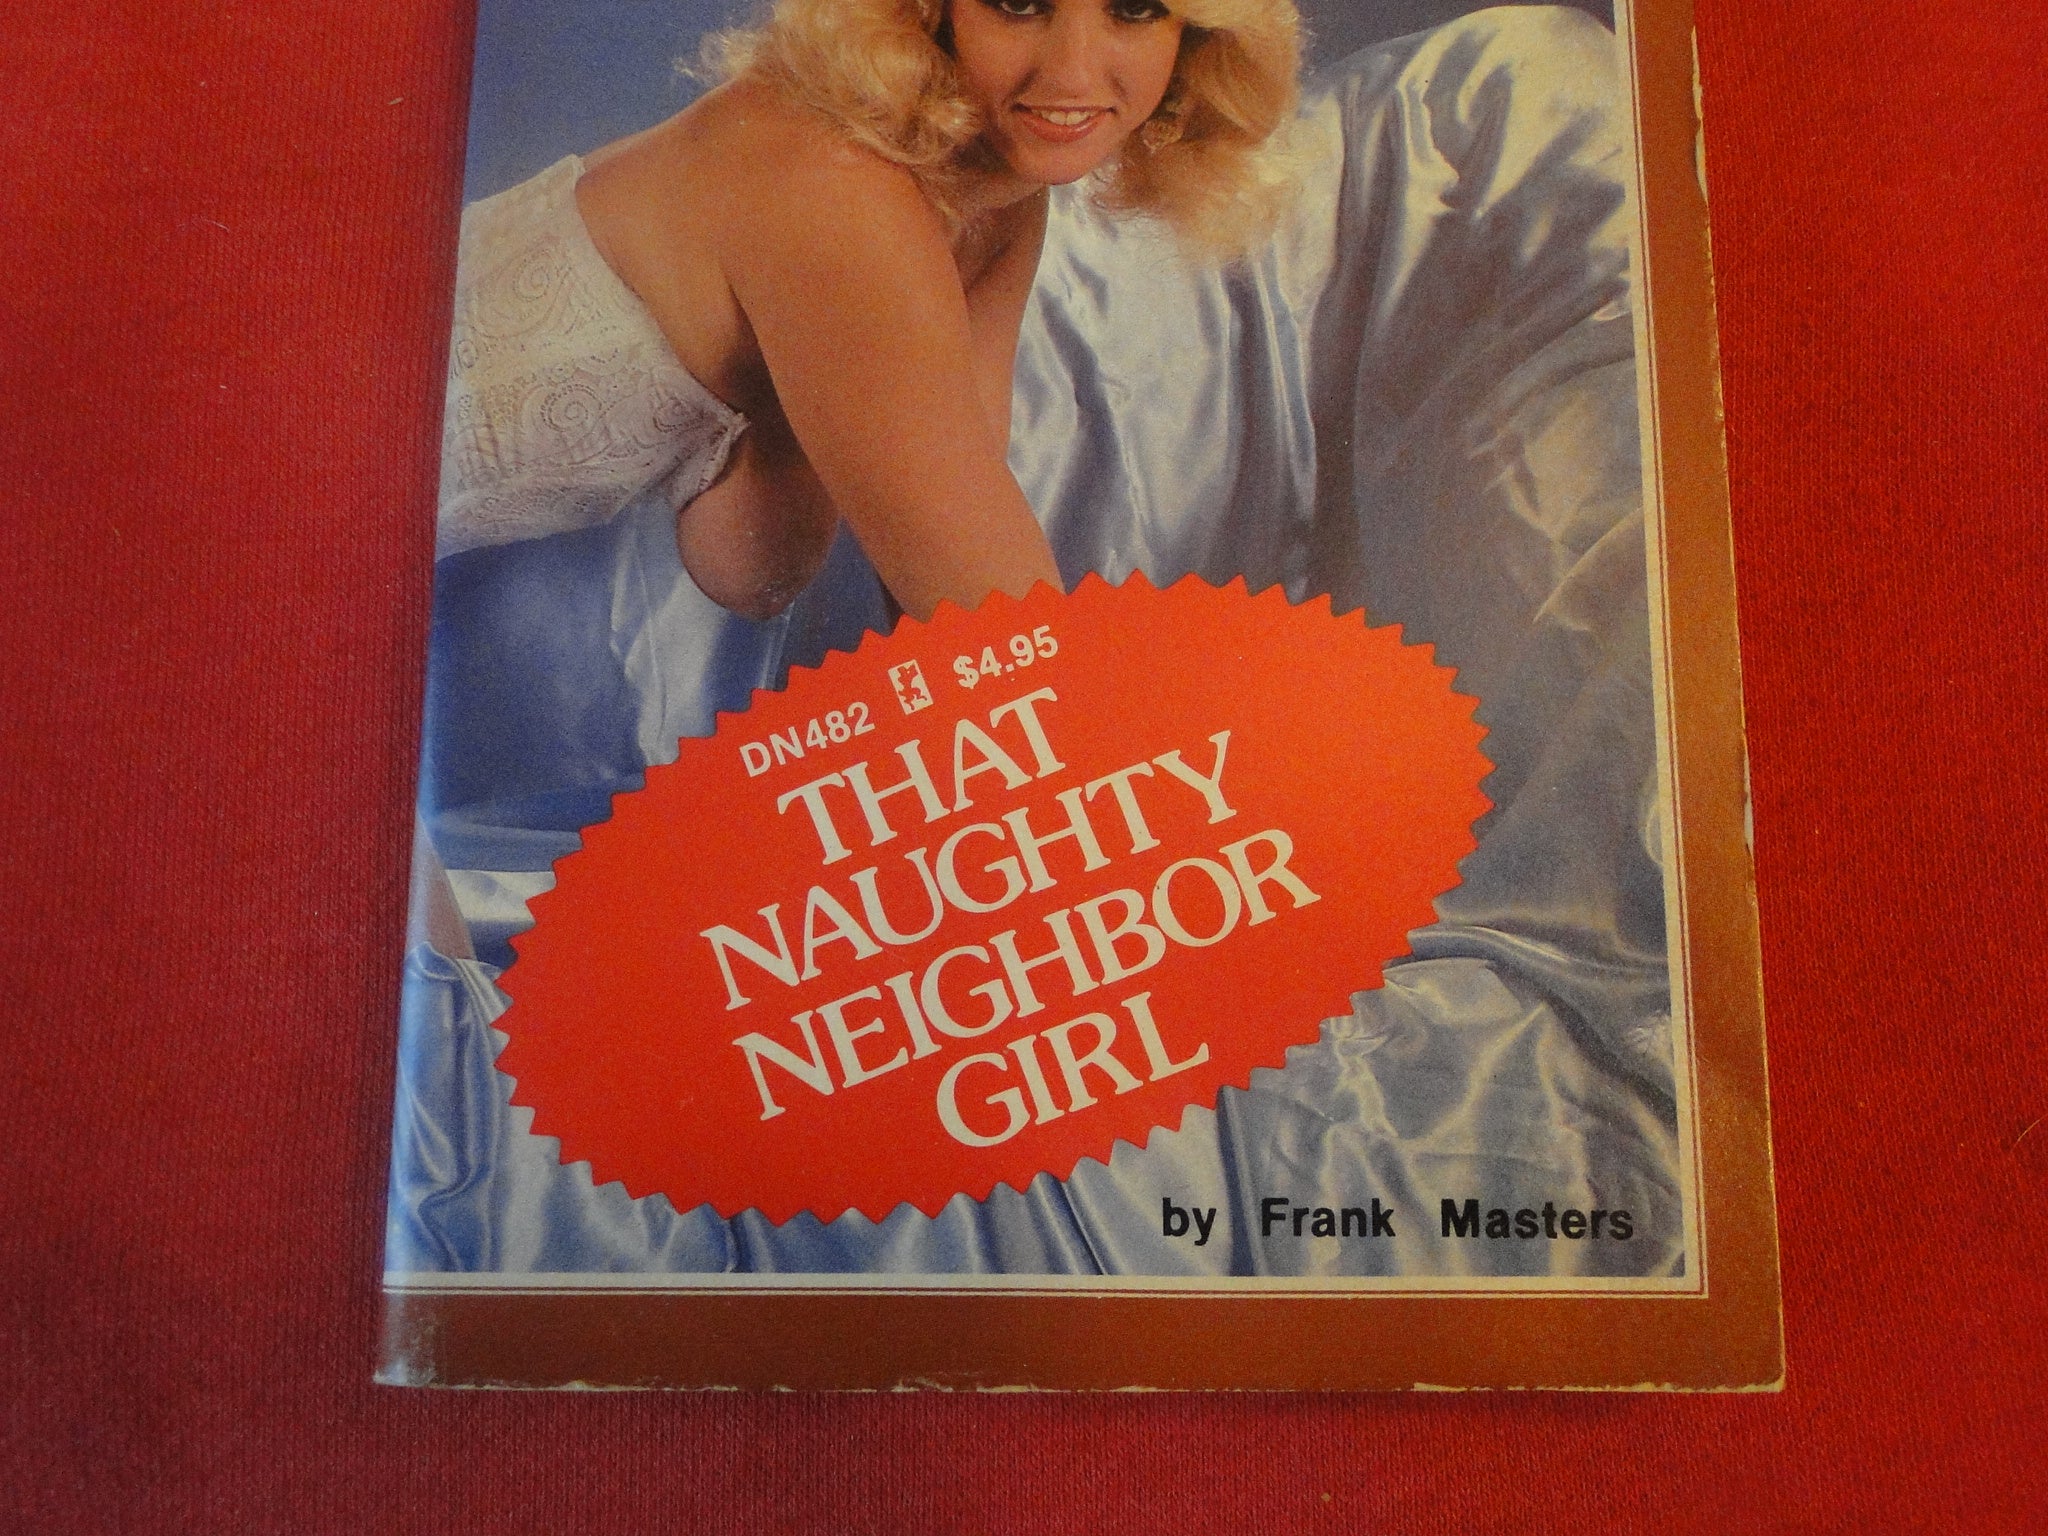 DN482 $4.95
THAT
NAUGHTY
NEIGHBOR
GIRL
by Frank Masters